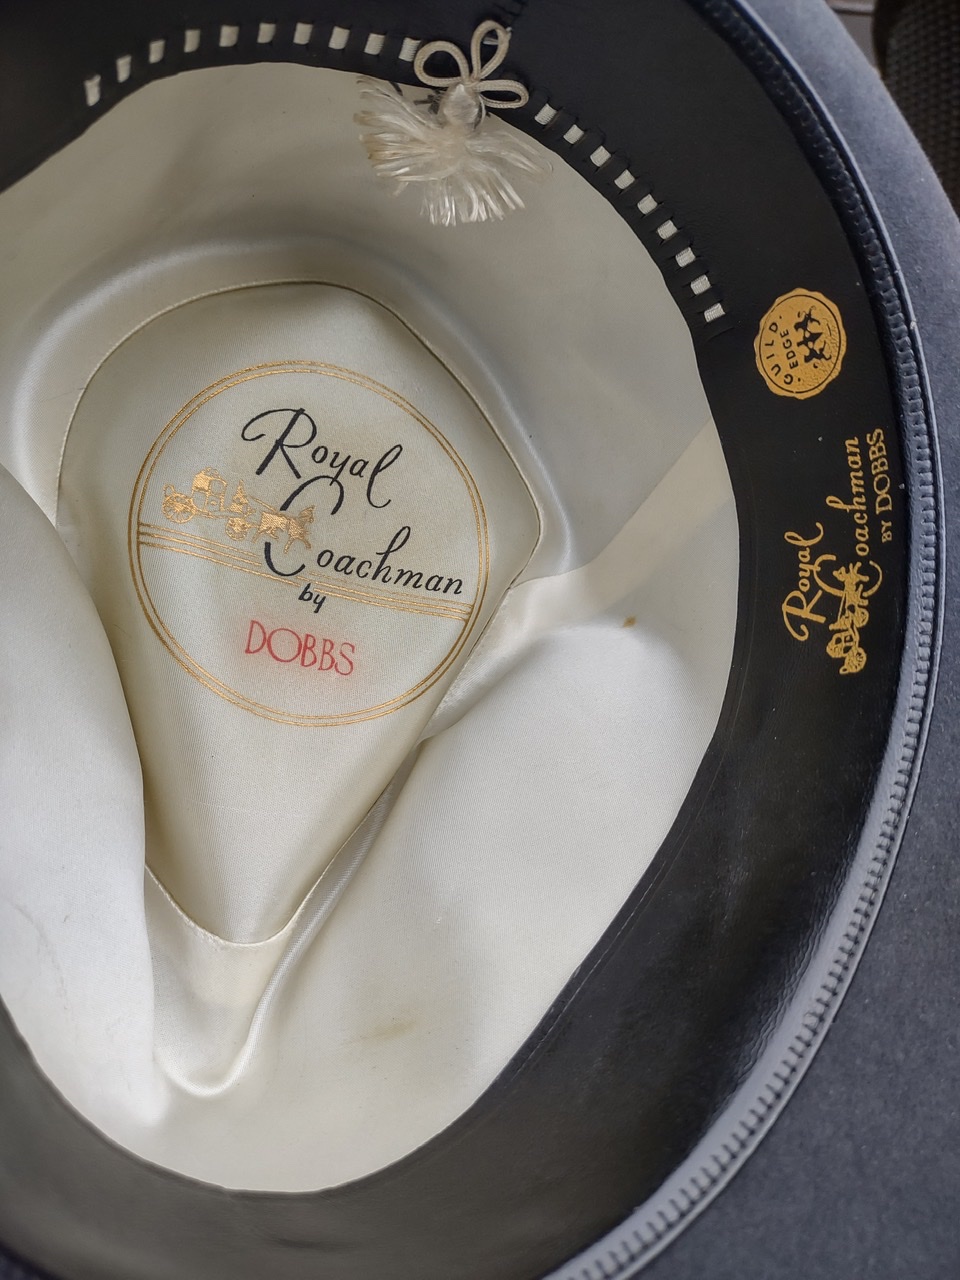 Royal
Coachman
by
DOBBS
GUILD
EDGE
Royal
Coachman
BY DOBBS